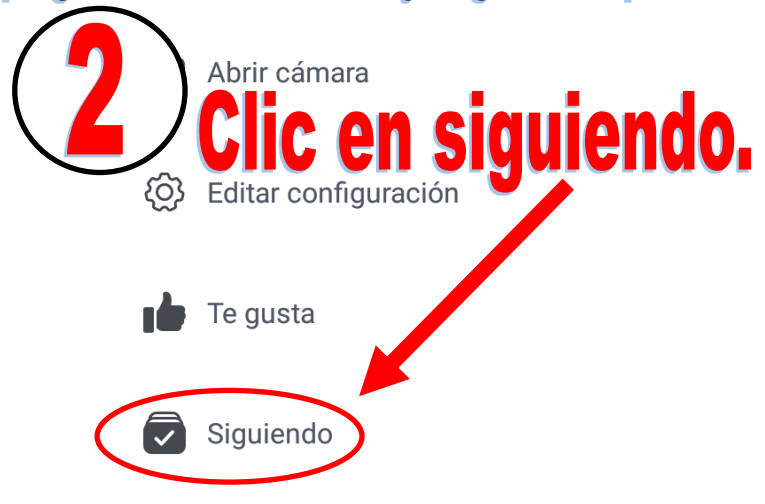 2
Abrir cámara
Clic en siguiendo.
Editar configuración
Te gusta
Siguiendo